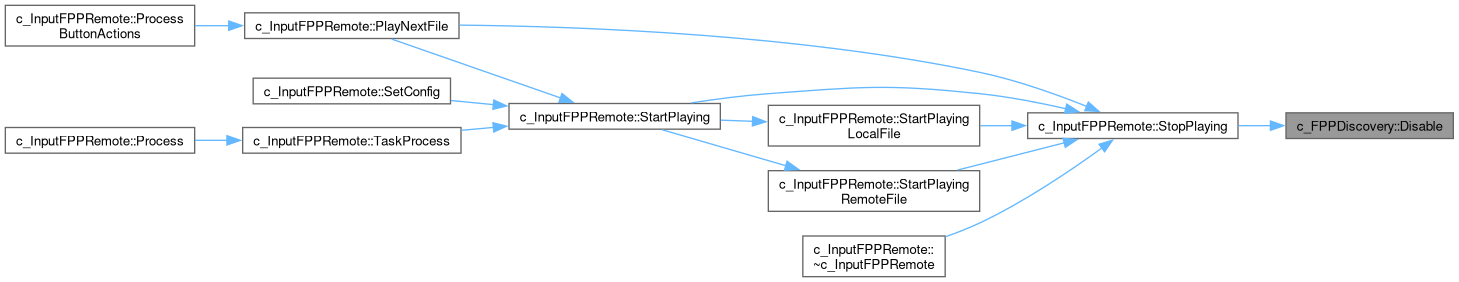 c_InputFPPRemote::Process
ButtonActions
c_InputFPPRemote::PlayNextFile
c_InputFPPRemote::SetConfig
c_InputFPPRemote::StartPlaying
c_InputFPPRemote::StartPlaying
LocalFile
c_InputFPPRemote::StopPlaying
c_FPPDiscovery::Disable
c_InputFPPRemote::Process
c_InputFPPRemote::TaskProcess
c_InputFPPRemote::StartPlaying
RemoteFile
c_InputFPPRemote::
~c_InputFPPRemote